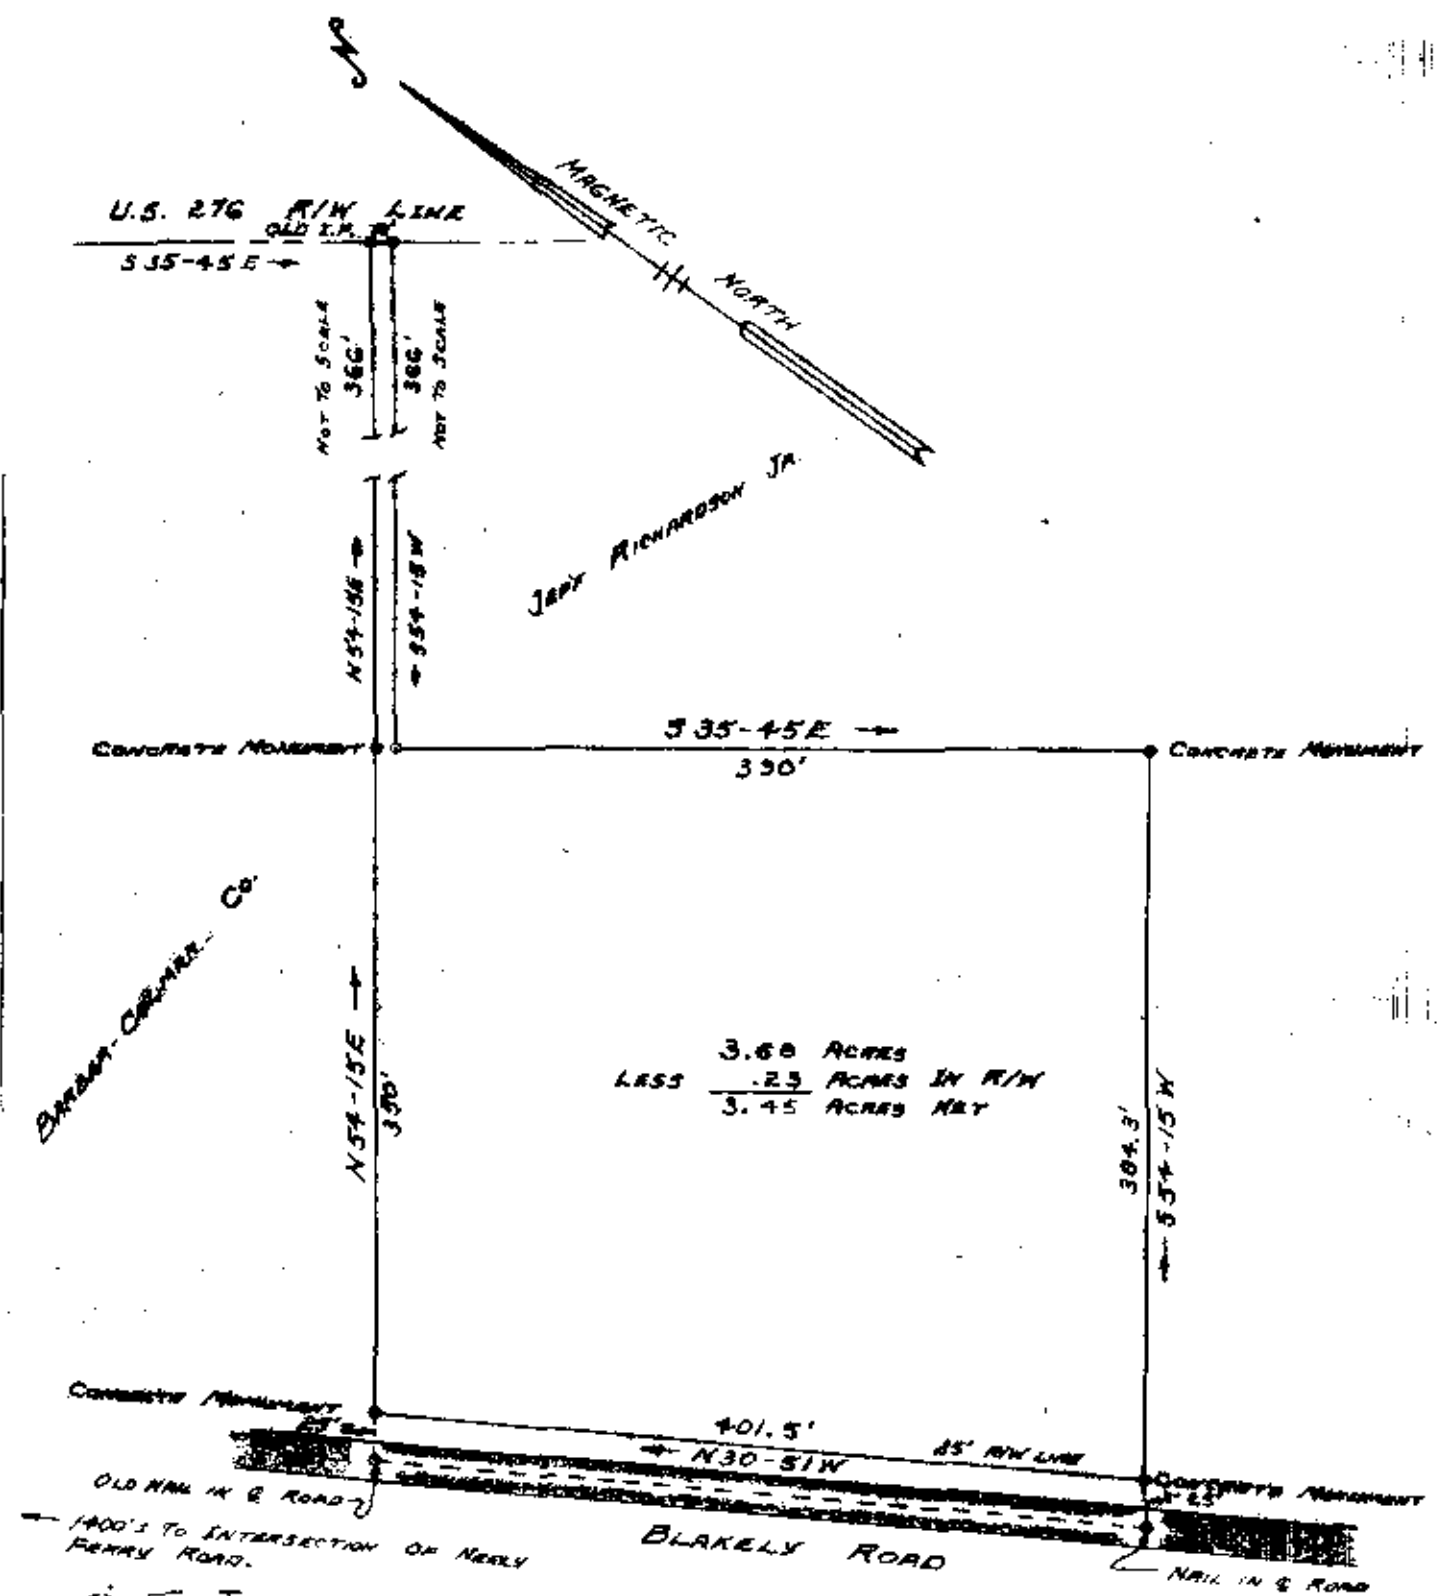 N
MAGNETIC
NORTH
U.S. 276 R/W LINE
OLD I.P.
S 35-45 E →
NOT TO SCALE
366'
366'
NOT TO SCALE
JEFF RICHARDSON JR.
N 54-15 E →
← S 54-15 W
CONCRETE MONUMENT
S 35-45 E →
390'
CONCRETE MONUMENT
BARBER-COLMAN CO
N 54-15 E →
350'
3.68 ACRES
LESS .23 ACRES IN R/W
3.45 ACRES NET
384.3'
← S 54-15 W
CONCRETE MONUMENT
25'
401.5'
← N 30-51 W
25' R/W LINE
CONCRETE MONUMENT
25'
OLD NAIL IN ℄ ROAD
← 1400'± TO INTERSECTION OF NEELY
FERRY ROAD.
BLAKELY ROAD
NAIL IN ℄ ROAD